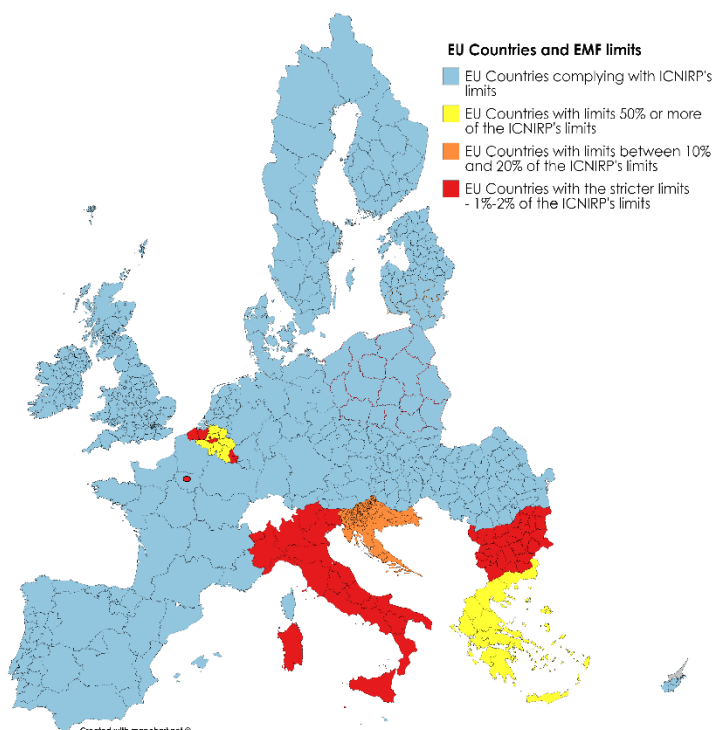 EU Countries and EMF limits
EU Countries complying with ICNIRP's
limits
EU Countries with limits 50% or more
of the ICNIRP's limits
EU Countries with limits between 10%
and 20% of the ICNIRP's limits
EU Countries with the stricter limits
- 1%-2% of the ICNIRP's limits